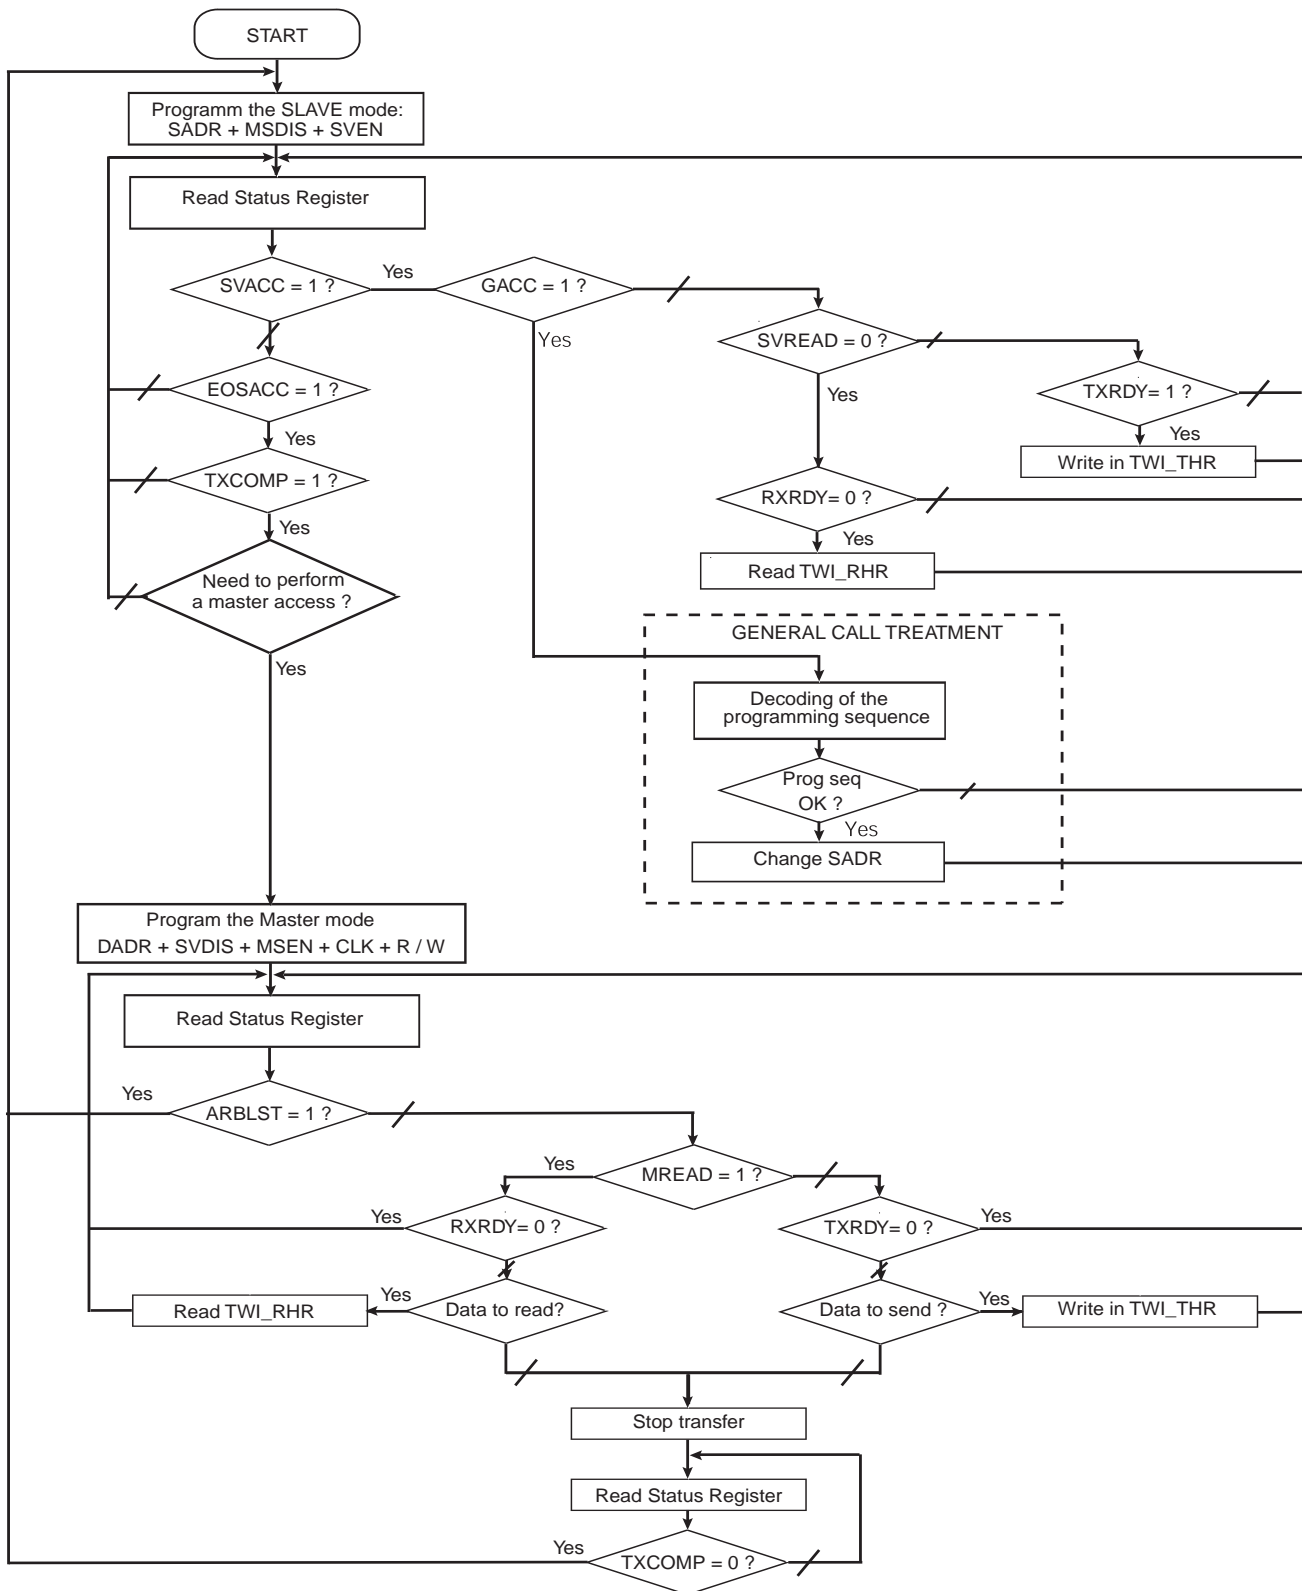 START
Programm the SLAVE mode:
SADR + MSDIS + SVEN
Read Status Register
SVACC = 1 ?
Yes
GACC = 1 ?
Yes
SVREAD = 0 ?
Yes
EOSACC = 1 ?
Yes
TXRDY= 1 ?
Yes
Write in TWI_THR
TXCOMP = 1 ?
Yes
RXRDY= 0 ?
Yes
Read TWI_RHR
Need to perform
a master access ?
Yes
GENERAL CALL TREATMENT
Decoding of the
programming sequence
Prog seq
OK ?
Yes
Change SADR
Program the Master mode
DADR + SVDIS + MSEN + CLK + R / W
Read Status Register
Yes
ARBLST = 1 ?
Yes
MREAD = 1 ?
Yes
RXRDY= 0 ?
TXRDY= 0 ?
Yes
Read TWI_RHR
Yes
Data to read?
Data to send ?
Yes
Write in TWI_THR
Stop transfer
Read Status Register
Yes
TXCOMP = 0 ?